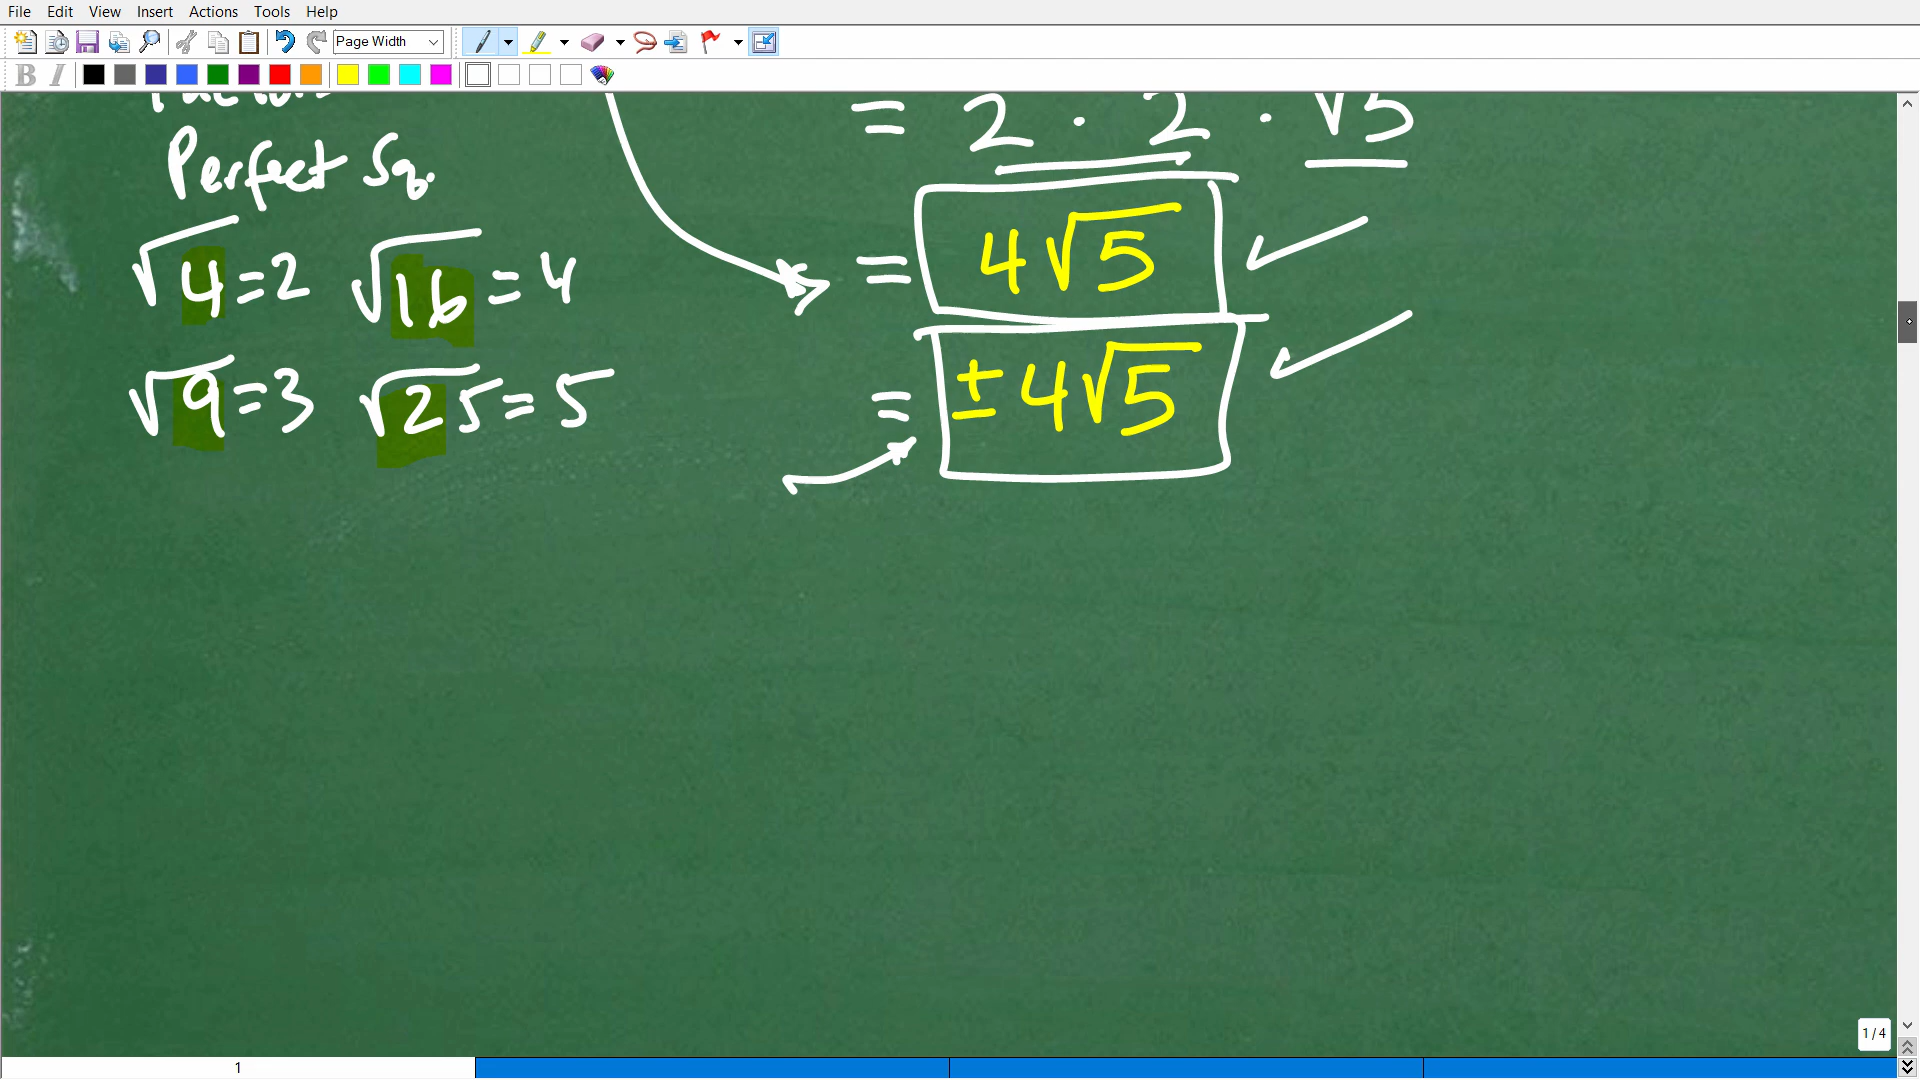 File Edit View Insert Actions Tools Help
Page Width
B I
= 2 · 2 · √5
Perfect Sq.
√4=2 √16=4
= 4√5
√9=3 √25=5
= ±4√5
1/4
1